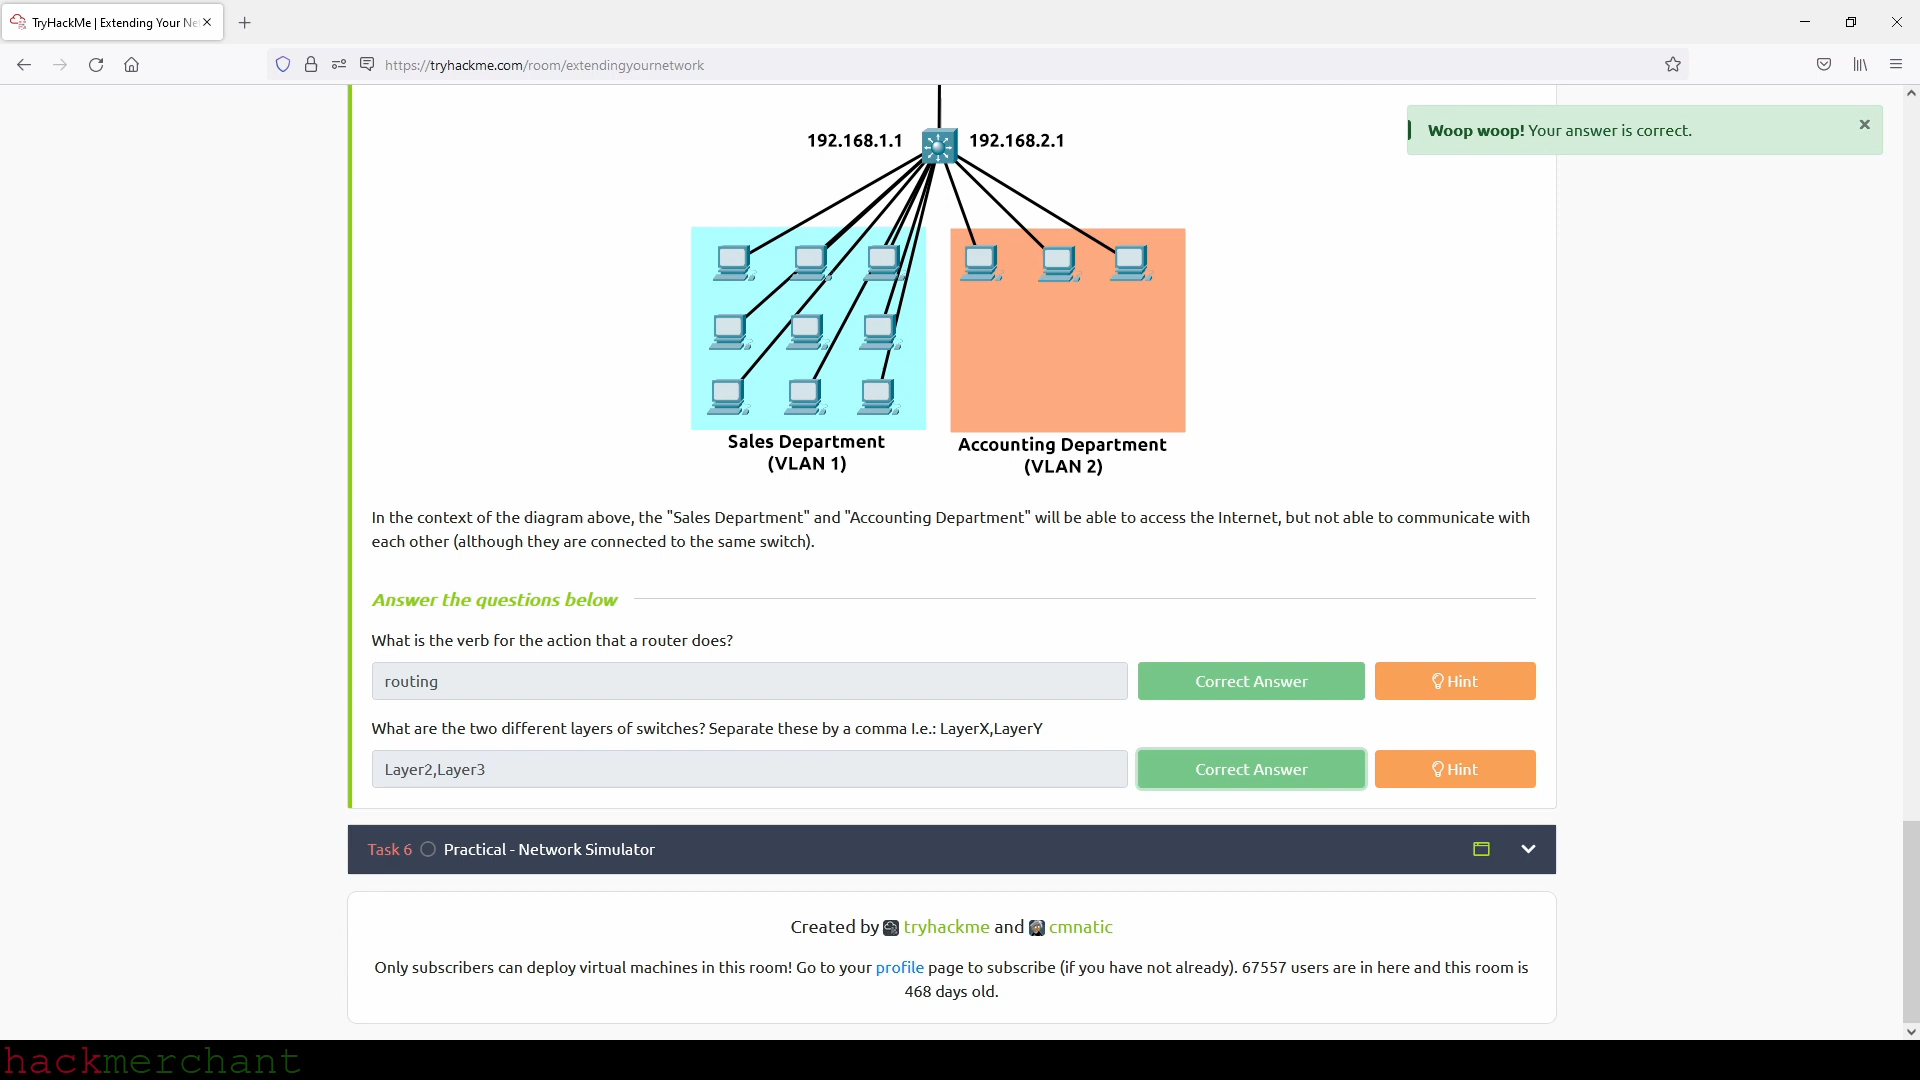 TryHackMe | Extending Your Ne
https://tryhackme.com/room/extendingyournetwork
Woop woop! Your answer is correct.
192.168.1.1
192.168.2.1
Sales Department
(VLAN 1)
Accounting Department
(VLAN 2)
In the context of the diagram above, the "Sales Department" and "Accounting Department" will be able to access the Internet, but not able to communicate with
each other (although they are connected to the same switch).
Answer the questions below
What is the verb for the action that a router does?
routing
Correct Answer
Hint
What are the two different layers of switches? Separate these by a comma I.e.: LayerX,LayerY
Layer2,Layer3
Correct Answer
Hint
Task 6 Practical - Network Simulator
Created by tryhackme and cmnatic
Only subscribers can deploy virtual machines in this room! Go to your profile page to subscribe (if you have not already). 67557 users are in here and this room is
468 days old.
hackmerchant